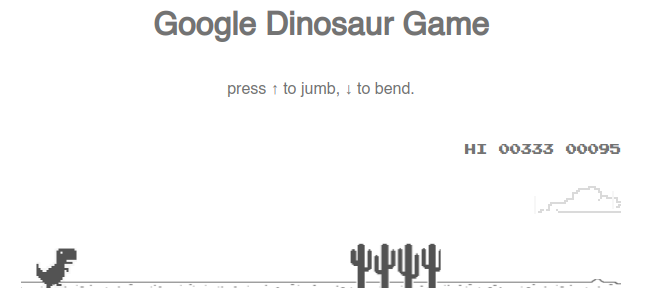 Google Dinosaur Game
press ↑ to jumb, ↓ to bend.
HI 00333 00095